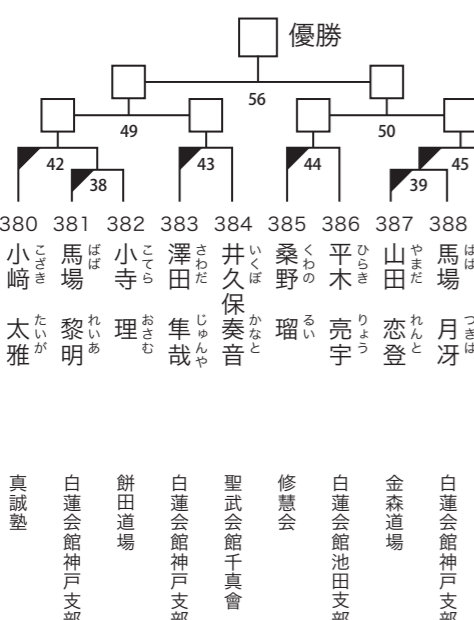 優勝
56
49
50
42
43
44
45
38
39
380
381
382
383
384
385
386
387
388
小﨑 太雅
こざき たいが
馬場 黎明
ばば れいあ
小寺 理
こてら おさむ
澤田 隼哉
さわだ じゅんや
井久保奏音
いくぼ かなと
桑野 瑠
くわの るい
平木 亮宇
ひらき りょう
山田 恋登
やまだ れんと
馬場 月冴
ばば つきは
真誠塾
白蓮会館神戸支部
餅田道場
白蓮会館神戸支部
聖武会館千真會
修慧会
白蓮会館池田支部
金森道場
白蓮会館神戸支部